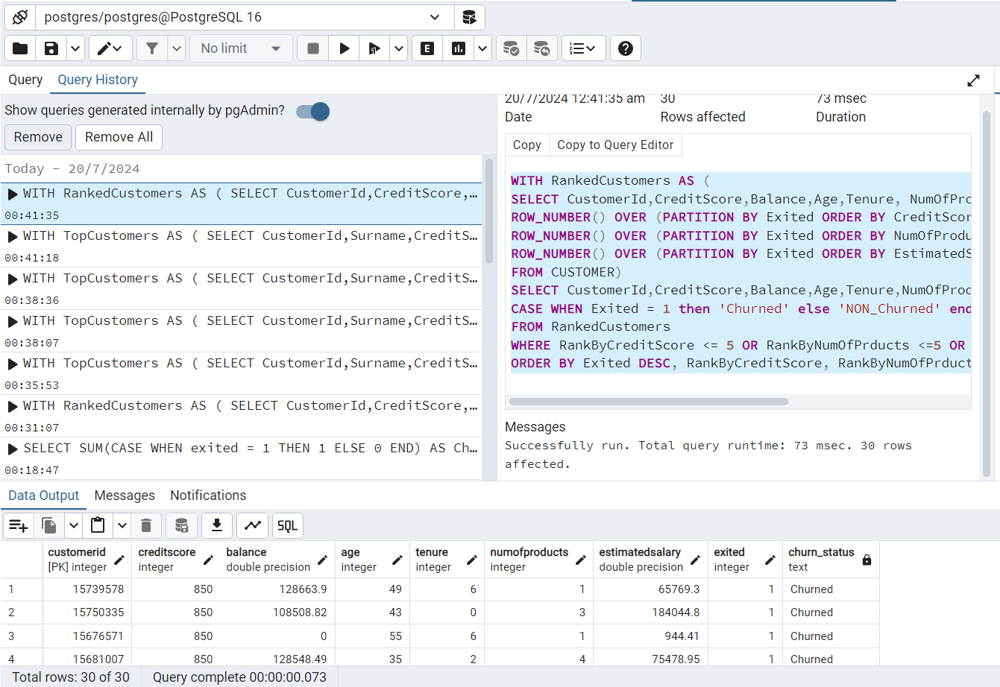 postgres/postgres@PostgreSQL 16
No limit
E
Query Query History
Show queries generated internally by pgAdmin?
Remove Remove All
Today - 20/7/2024
WITH RankedCustomers AS ( SELECT CustomerId,CreditScore,…
00:41:35
WITH TopCustomers AS ( SELECT CustomerId,Surname,CreditS…
00:41:18
WITH TopCustomers AS ( SELECT CustomerId,Surname,CreditS…
00:38:36
WITH TopCustomers AS ( SELECT CustomerId,Surname,CreditS…
00:38:07
WITH TopCustomers AS ( SELECT CustomerId,Surname,CreditS…
00:35:53
WITH RankedCustomers AS ( SELECT CustomerId,CreditScore,…
00:31:07
SELECT SUM(CASE WHEN exited = 1 THEN 1 ELSE 0 END) AS Ch…
00:18:47
20/7/2024 12:41:35 am 30 73 msec
Date Rows affected Duration
Copy Copy to Query Editor
WITH RankedCustomers AS (
SELECT CustomerId,CreditScore,Balance,Age,Tenure, NumOfPro
ROW_NUMBER() OVER (PARTITION BY Exited ORDER BY CreditScor
ROW_NUMBER() OVER (PARTITION BY Exited ORDER BY NumOfProdu
ROW_NUMBER() OVER (PARTITION BY Exited ORDER BY EstimatedS
FROM CUSTOMER)
SELECT CustomerId,CreditScore,Balance,Age,Tenure,NumOfProd
CASE WHEN Exited = 1 then 'Churned' else 'NON_Churned' end
FROM RankedCustomers
WHERE RankByCreditScore <= 5 OR RankByNumOfPrducts <=5 OR
ORDER BY Exited DESC, RankByCreditScore, RankByNumOfPrduct
Messages
Successfully run. Total query runtime: 73 msec. 30 rows
affected.
Data Output Messages Notifications
SQL
customerid creditscore balance age tenure numofproducts estimatedsalary exited churn_status
[PK] integer integer double precision integer integer integer double precision integer text
1 15739578 850 128663.9 49 6 1 65769.3 1 Churned
2 15750335 850 108508.82 43 0 3 184044.8 1 Churned
3 15676571 850 0 55 6 1 944.41 1 Churned
4 15681007 850 128548.49 35 2 4 75478.95 1 Churned
Total rows: 30 of 30 Query complete 00:00:00.073